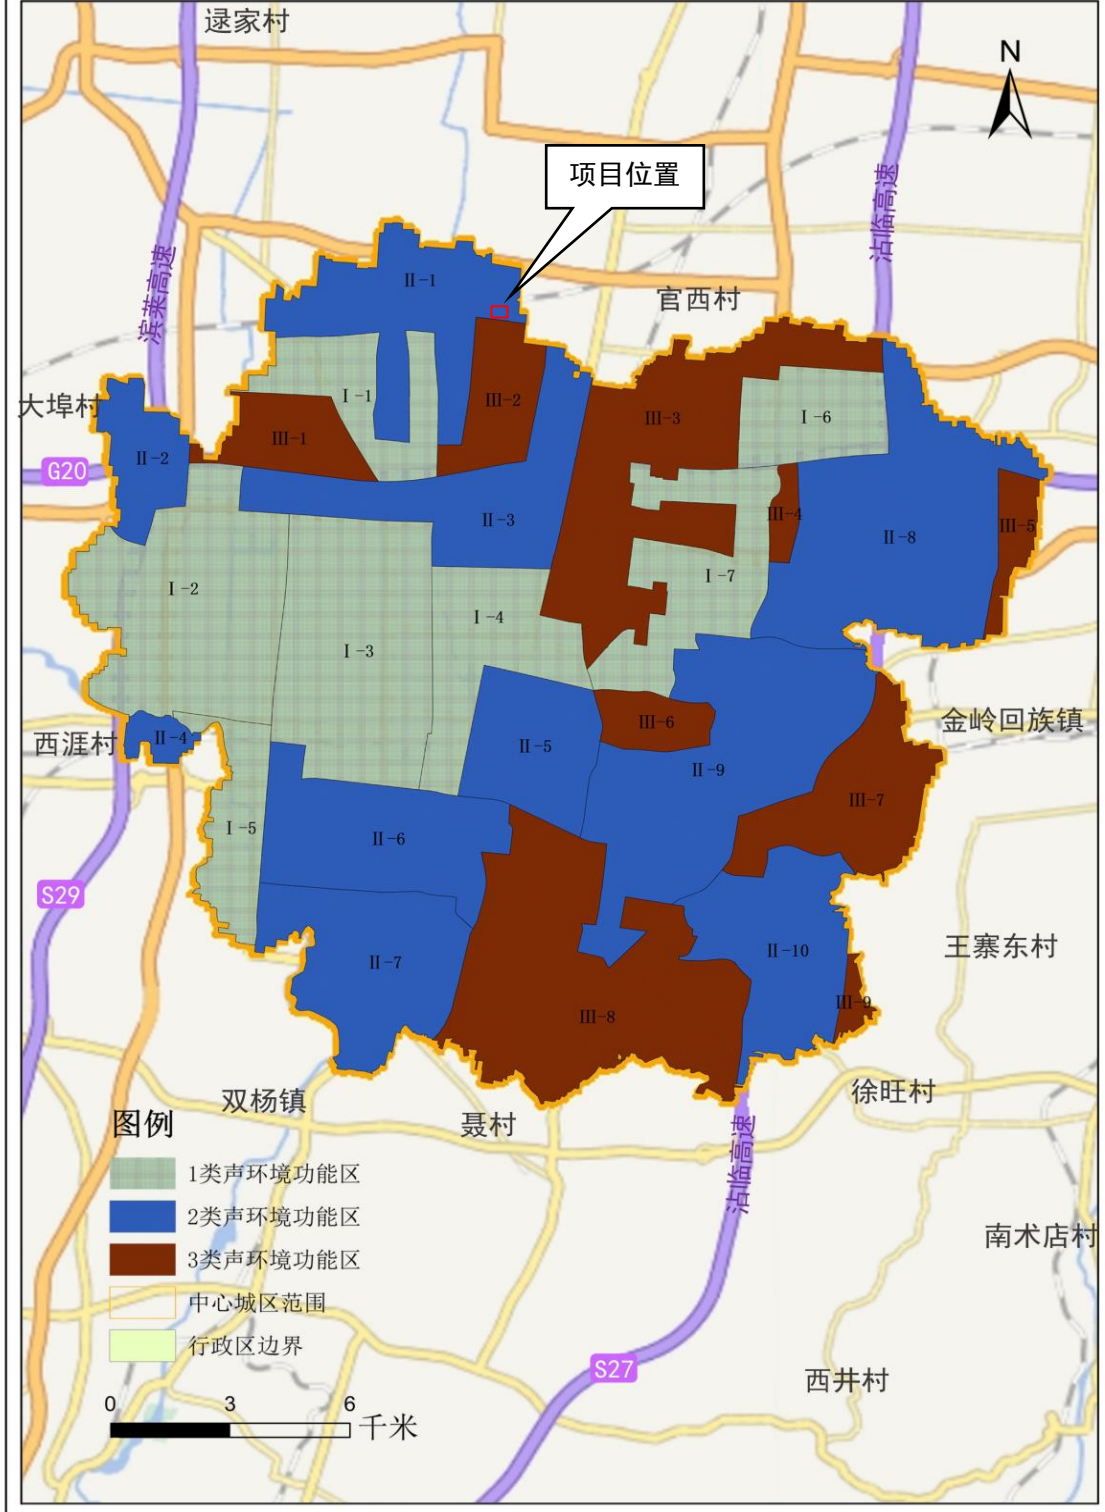 逯家村
N
项目位置
沾临高速
滨莱高速
官西村
II-1
大埠村
I-1
III-2
III-3
I-6
III-1
II-2
G20
II-3
III-4
III-5
II-8
I-2
I-7
I-4
I-3
III-6
金岭回族镇
西涯村
II-4
II-5
II-9
III-7
I-5
II-6
S29
王寨东村
II-7
II-10
III-9
III-8
双杨镇
聂村
徐旺村
沾临高速
图例
1类声环境功能区
2类声环境功能区
3类声环境功能区
中心城区范围
行政区边界
南术店村
S27
西井村
0 3 6
千米